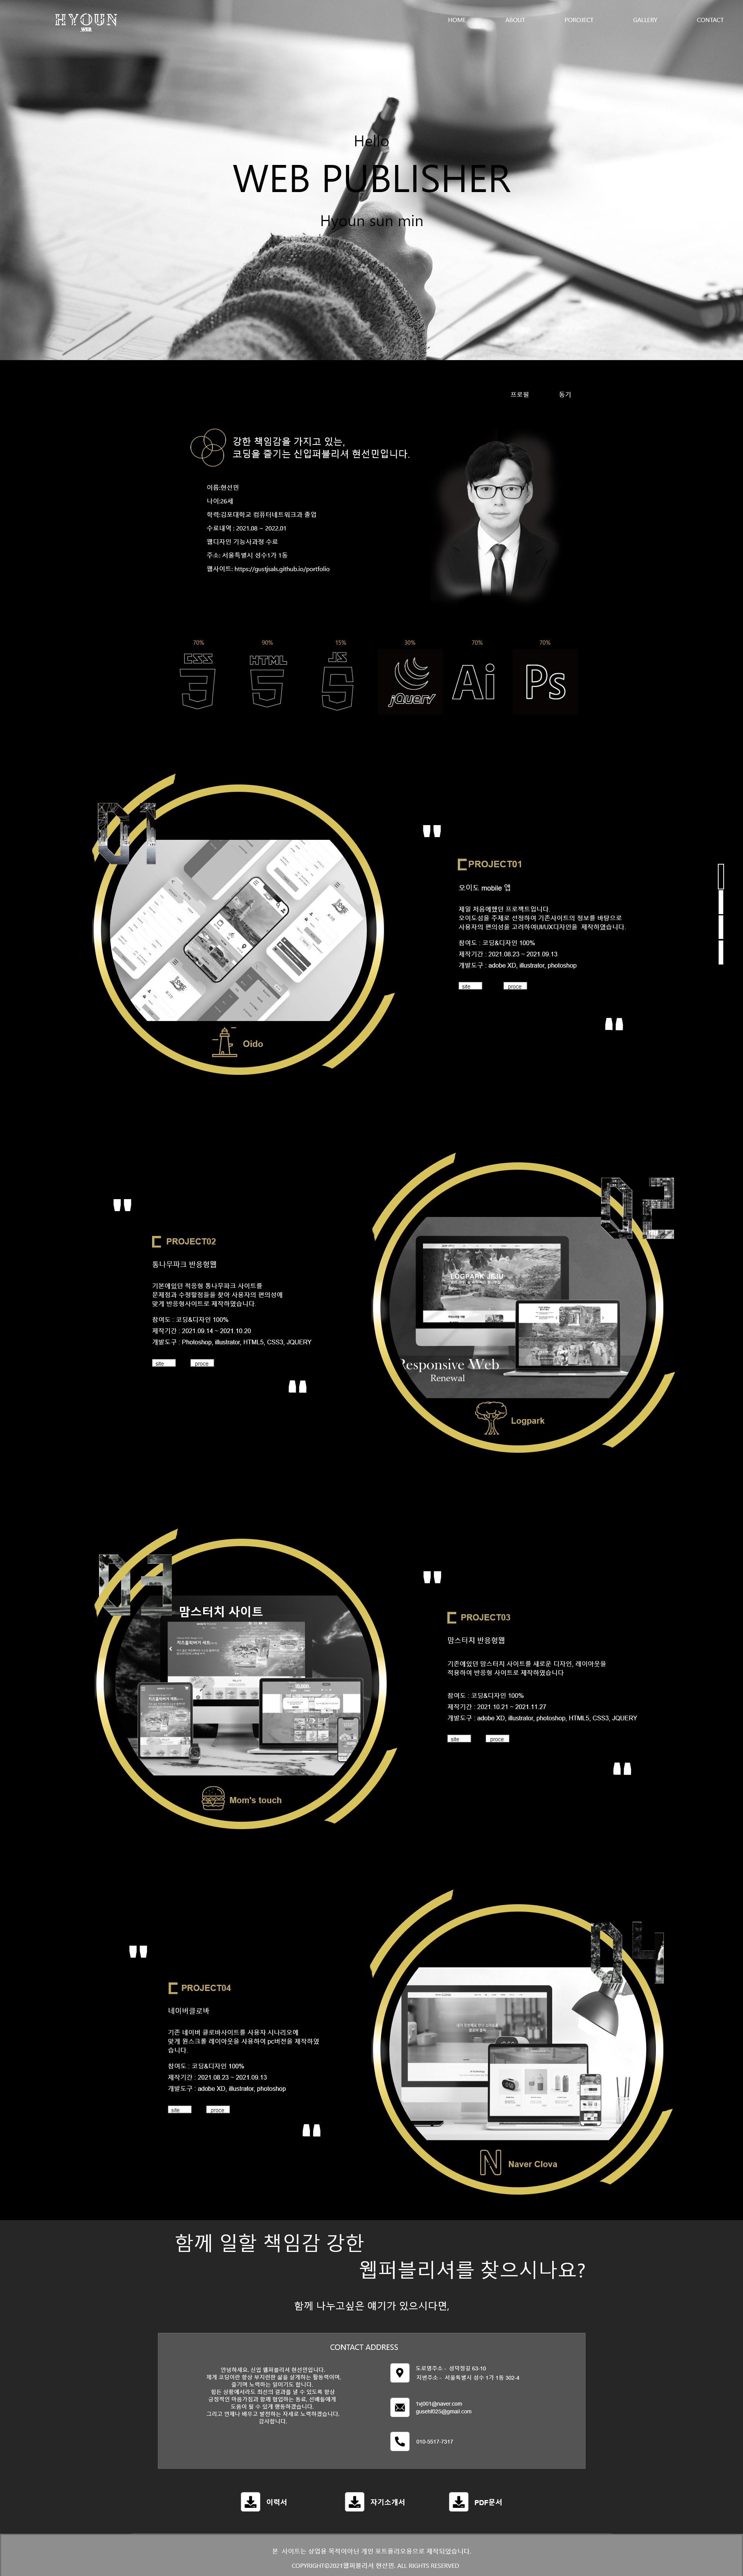 HYOUN
WEB
HOME ABOUT POROJECT GALLERY CONTACT
Hello
WEB PUBLISHER
Hyoun sun min
프로필 동기
강한 책임감을 가지고 있는,
코딩을 즐기는 신입퍼블리셔 현선민입니다.
이름:현선민
나이:26세
학력:김포대학교 컴퓨터네트워크과 졸업
수료내역 : 2021.08 ~ 2022.01
웹디자인 기능사과정 수료
주소: 서울특별시 성수1가 1동
웹사이트: https://gustjsals.github.io/portfolio
70% 90% 15% 30% 70% 70%
CSS HTML JS
3 5 5 jQuery Ai Ps
01
PROJECT01
오이도 mobile 앱
제일 처음에했던 프로젝트입니다.
오이도섬을 주제로 선정하여 기존사이트의 정보를 바탕으로
사용자의 편의성을 고려하여UI/UX디자인을 제작하였습니다.
참여도 : 코딩&디자인 100%
제작기간 : 2021.08.23 ~ 2021.09.13
개발도구 : adobe XD, illustrator, photoshop
site proce
Oido
02
PROJECT02
통나무파크 반응형웹
기본에있던 적응형 통나무파크 사이트를
문제점과 수정할점들을 찾아 사용자의 편의성에
맞게 반응형사이트로 제작하였습니다.
참여도 : 코딩&디자인 100%
제작기간 : 2021.09.14 ~ 2021.10.20
개발도구 : Photoshop, illustrator, HTML5, CSS3, JQUERY
site proce
LOGPARK JEJU
Responsive Web
Renewal
Logpark
03
맘스터치 사이트
PROJECT03
맘스터치 반응형웹
기존에있던 맘스터치 사이트를 새로운 디자인, 레이아웃을
적용하여 반응형 사이트로 제작하였습니다
참여도 : 코딩&디자인 100%
제작기간 : 2021.10.21 ~ 2021.11.27
개발도구 : adobe XD, illustrator, photoshop, HTML5, CSS3, JQUERY
site proce
Mom's touch
04
PROJECT04
네이버클로바
기존 네이버 클로바사이트를 사용자 시나리오에
맞게 원스크롤 레이아웃을 사용하여 pc버전을 제작하였
습니다.
참여도 : 코딩&디자인 100%
제작기간 : 2021.08.23 ~ 2021.09.13
개발도구 : adobe XD, illustrator, photoshop
site proce
Naver Clova
함께 일할 책임감 강한
웹퍼블리셔를 찾으시나요?
함께 나누고싶은 얘기가 있으시다면,
CONTACT ADDRESS
안녕하세요. 신입 웹퍼블리셔 현선민입니다.
제게 코딩이란 항상 부지런한 삶을 살게하는 활동력이며,
즐기며 노력하는 일이기도 합니다.
힘든 상황에서라도 최선의 결과를 낼 수 있도록 항상
긍정적인 마음가짐과 함께 협업하는 동료, 선배들에게
도움이 될 수 있게 행동하겠습니다.
그리고 언제나 배우고 발전하는 자세로 노력하겠습니다.
감사합니다.
도로명주소 - 성덕정길 63-10
지번주소 - 서울특별시 성수 1가 1동 302-4
1vj001@naver.com
gusehf025@gmail.com
010-5517-7317
이력서 자기소개서 PDF문서
본 사이트는 상업용 목적이아닌 개인 포트폴리오용으로 제작되었습니다.
COPYRIGHT©2021웹퍼블리셔 현선민. ALL RIGHTS RESERVED